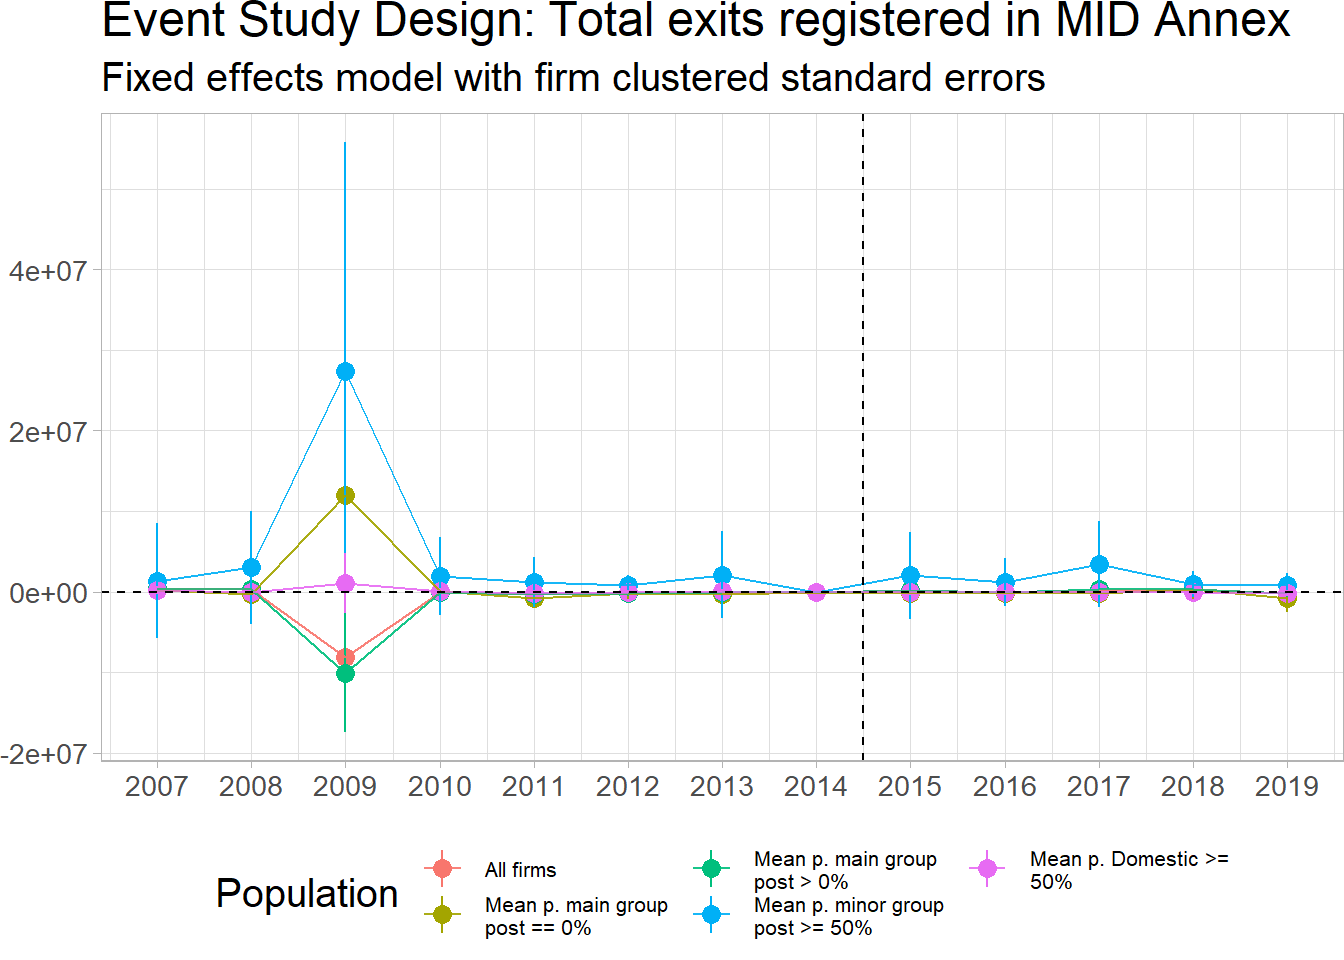 Event Study Design: Total exits registered in MID Annex
Fixed effects model with firm clustered standard errors
4e+07
2e+07
0e+00
-2e+07
2007 2008 2009 2010 2011 2012 2013 2014 2015 2016 2017 2018 2019
Population
All firms
Mean p. main group
post == 0%
Mean p. main group
post > 0%
Mean p. minor group
post >= 50%
Mean p. Domestic >=
50%